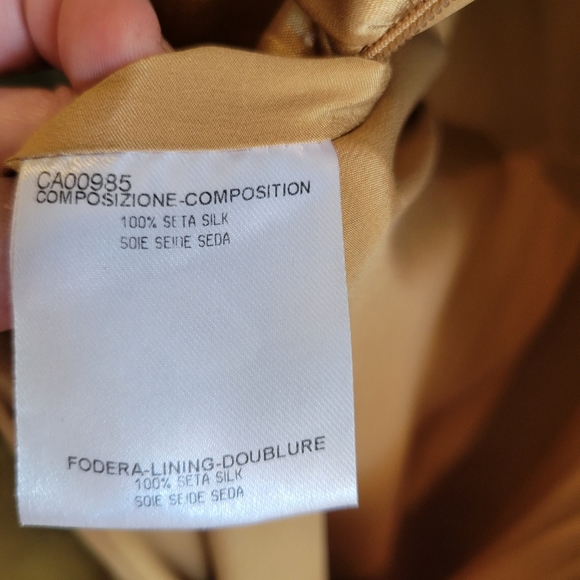 CA00985
COMPOSIZIONE-COMPOSITION
100% SETA SILK
SOIE SEIDE SEDA
FODERA-LINING-DOUBLURE
100% SETA SILK
SOIE SEIDE SEDA